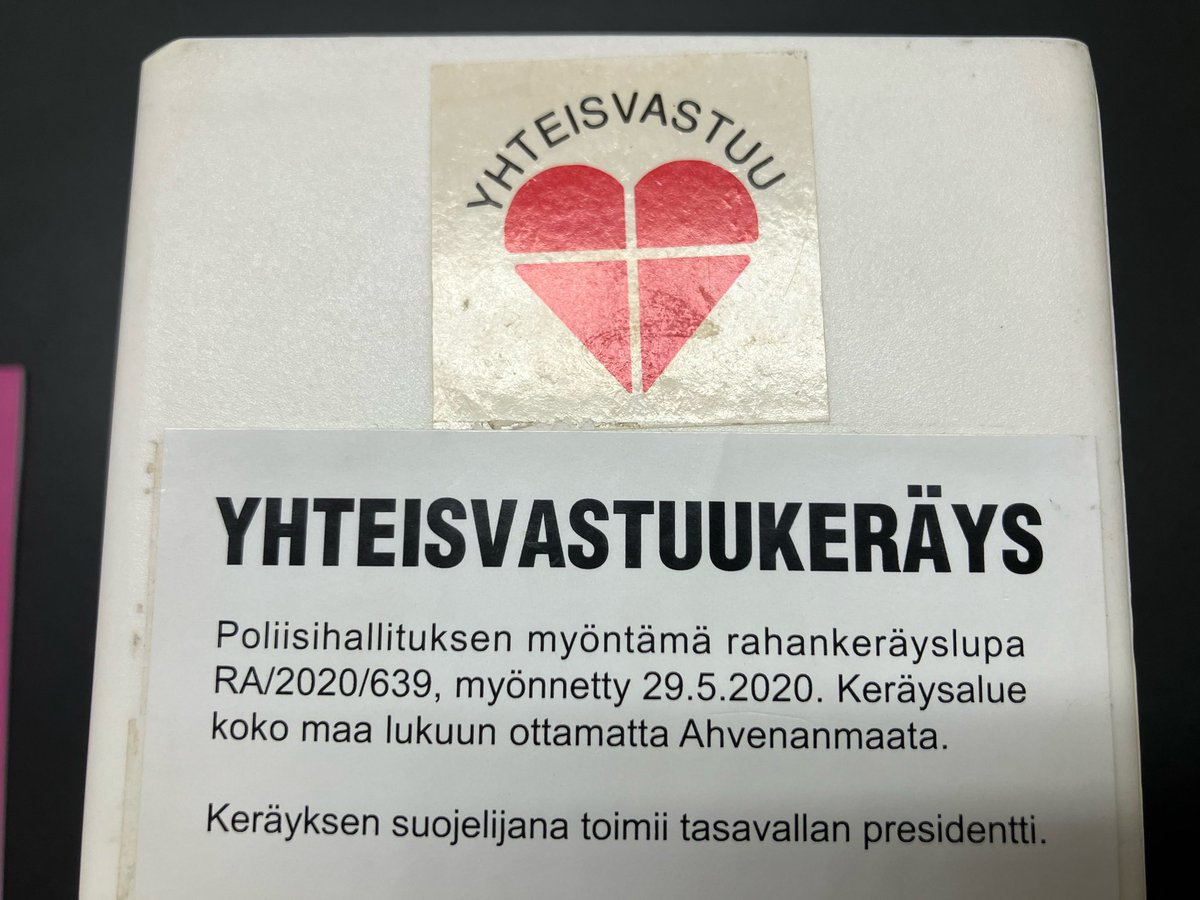 YHTEISVASTUU
YHTEISVASTUUKERÄYS
Poliisihallituksen myöntämä rahankeräyslupa
RA/2020/639, myönnetty 29.5.2020. Keräysalue
koko maa lukuun ottamatta Ahvenanmaata.
Keräyksen suojelijana toimii tasavallan presidentti.